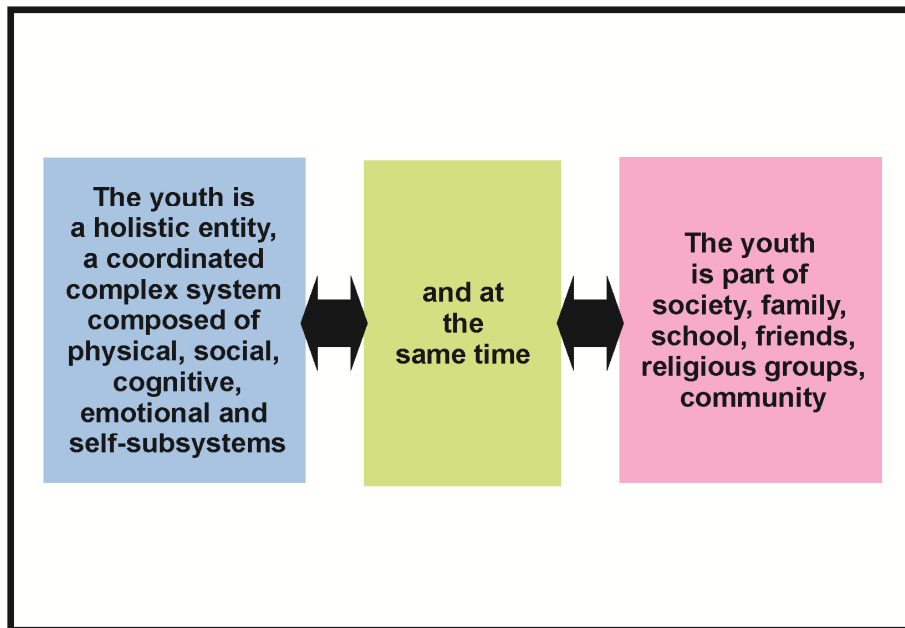 The youth is
a holistic entity,
a coordinated
complex system
composed of
physical, social,
cognitive,
emotional and
self-subsystems
and at
the
same time
The youth
is part of
society, family,
school, friends,
religious groups,
community